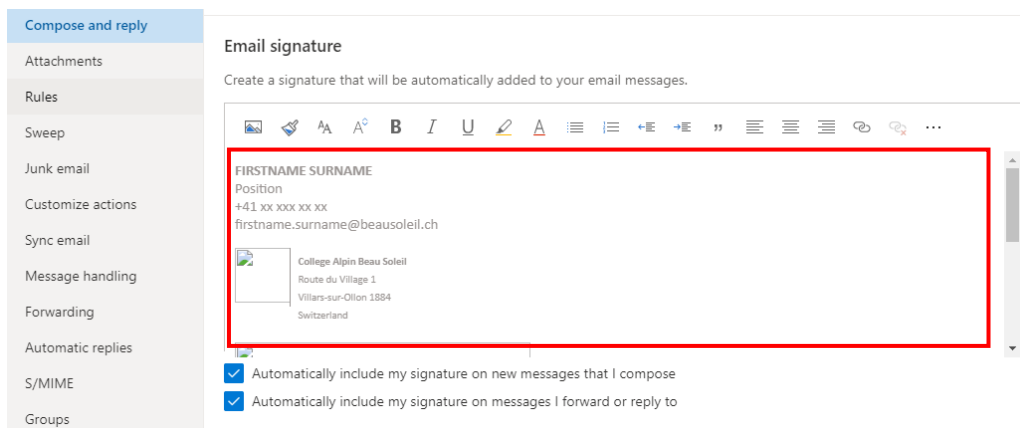 Compose and reply
Attachments
Rules
Sweep
Junk email
Customize actions
Sync email
Message handling
Forwarding
Automatic replies
S/MIME
Groups
Email signature
Create a signature that will be automatically added to your email messages.
FIRSTNAME SURNAME
Position
+41 xx xxx xx xx
firstname.surname@beausoleil.ch
College Alpin Beau Soleil
Route du Village 1
Villars-sur-Ollon 1884
Switzerland
Automatically include my signature on new messages that I compose
Automatically include my signature on messages I forward or reply to